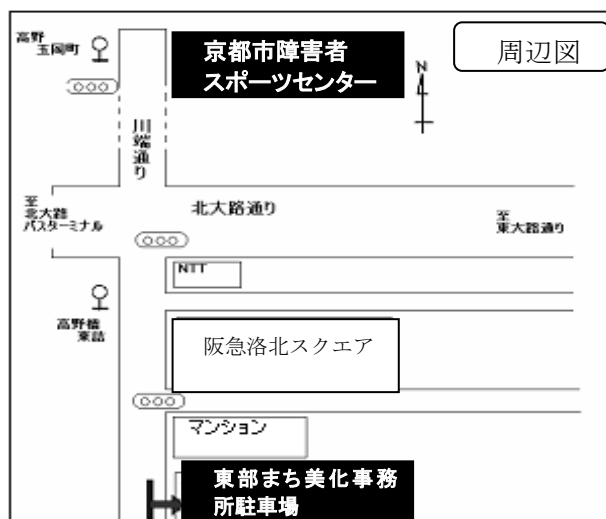 高野
玉岡町
京都市障害者
スポーツセンター
周辺図
N
川端通り
至
北大路
バスターミナル
北大路通り
至
東大路通り
NTT
高野橋
東詰
阪急洛北スクエア
マンション
東部まち美化事務
所駐車場